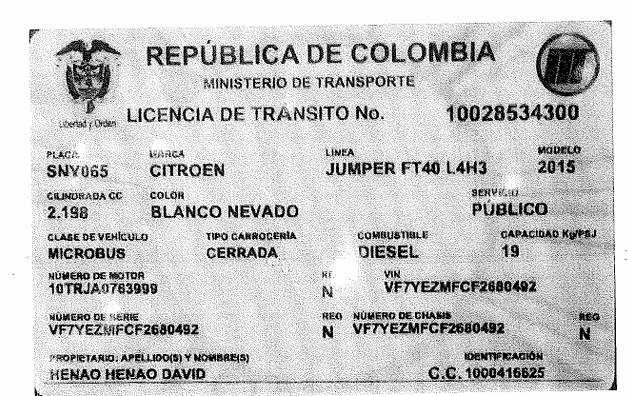 REPÚBLICA DE COLOMBIA
MINISTERIO DE TRANSPORTE
Libertad y Orden
LICENCIA DE TRÁNSITO No. 10028534300
PLACA MARCA LINEA MODELO
SNY065 CITROEN JUMPER FT40 L4H3 2015
CILINDRADA CC COLOR SERVICIO
2.198 BLANCO NEVADO PÚBLICO
CLASE DE VEHÍCULO TIPO CARROCERÍA COMBUSTIBLE CAPACIDAD Kg/PSJ
MICROBUS CERRADA DIESEL 19
NÚMERO DE MOTOR RE VIN
10TRJA0763999 N VF7YEZMFCF2680492
NÚMERO DE SERIE REG NÚMERO DE CHASIS REG
VF7YEZMFCF2680492 N VF7YEZMFCF2680492 N
PROPIETARIO: APELLIDO(S) Y NOMBRE(S) IDENTIFICACIÓN
HENAO HENAO DAVID C.C. 1000416625